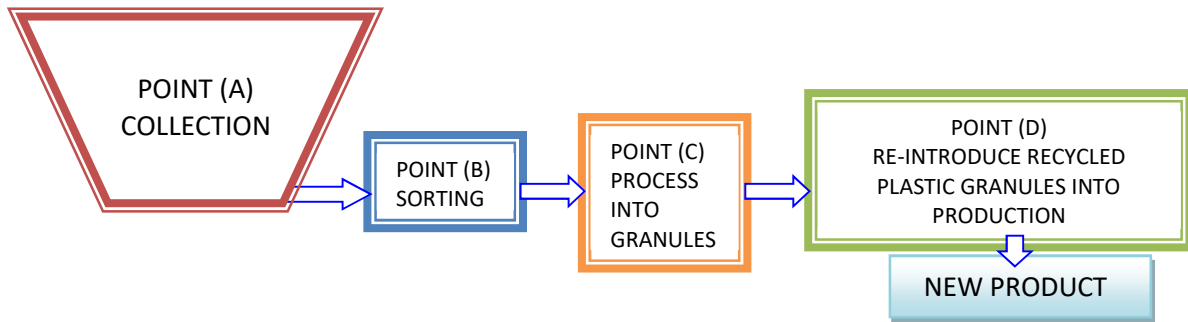 POINT (A)
COLLECTION
POINT (B)
SORTING
POINT (C)
PROCESS
INTO
GRANULES
POINT (D)
RE-INTRODUCE RECYCLED
PLASTIC GRANULES INTO
PRODUCTION
NEW PRODUCT